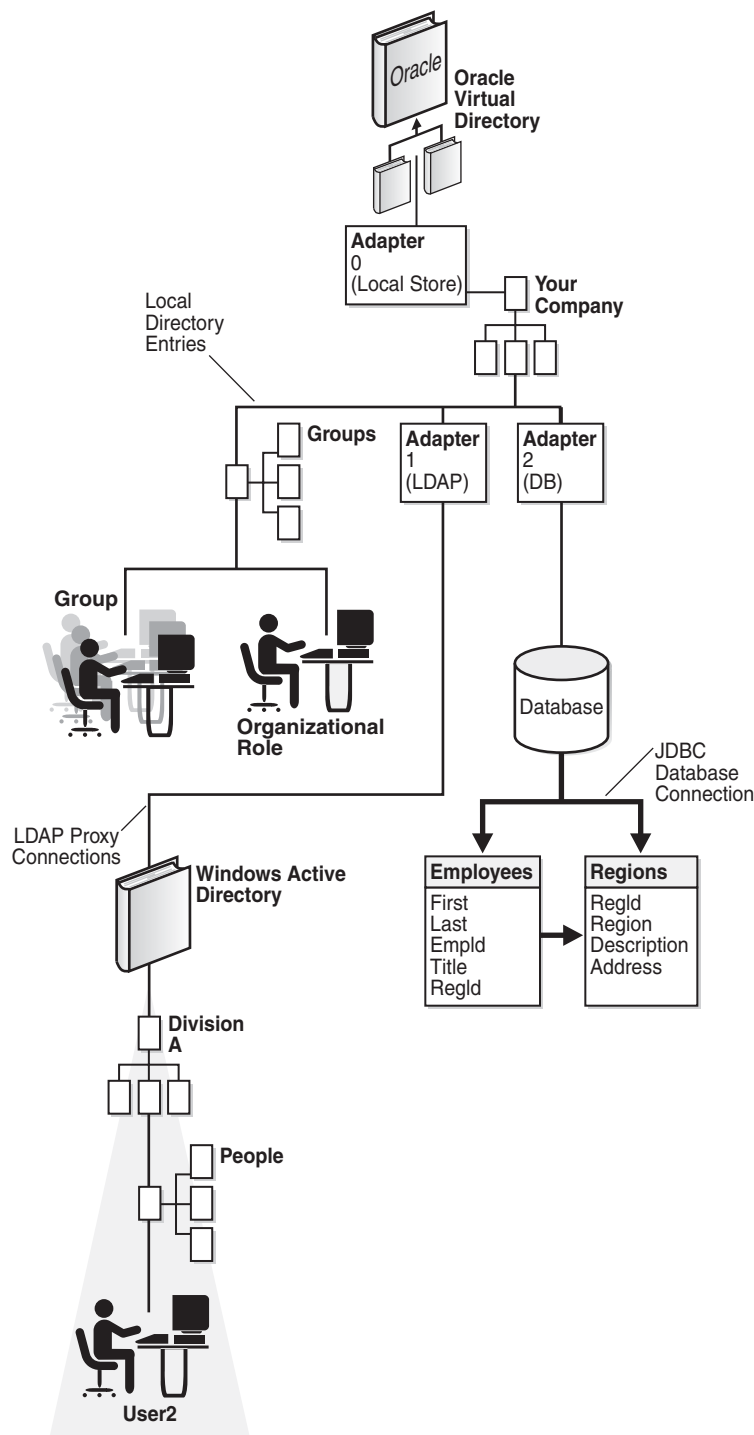 Oracle
Oracle
Virtual
Directory
Adapter
0
(Local Store)
Your
Company
Local
Directory
Entries
Groups
Adapter
1
(LDAP)
Adapter
2
(DB)
Group
Organizational
Role
Database
JDBC
Database
Connection
LDAP Proxy
Connections
Windows Active
Directory
Employees
First
Last
EmpId
Title
RegId
Regions
RegId
Region
Description
Address
Division
A
People
User2